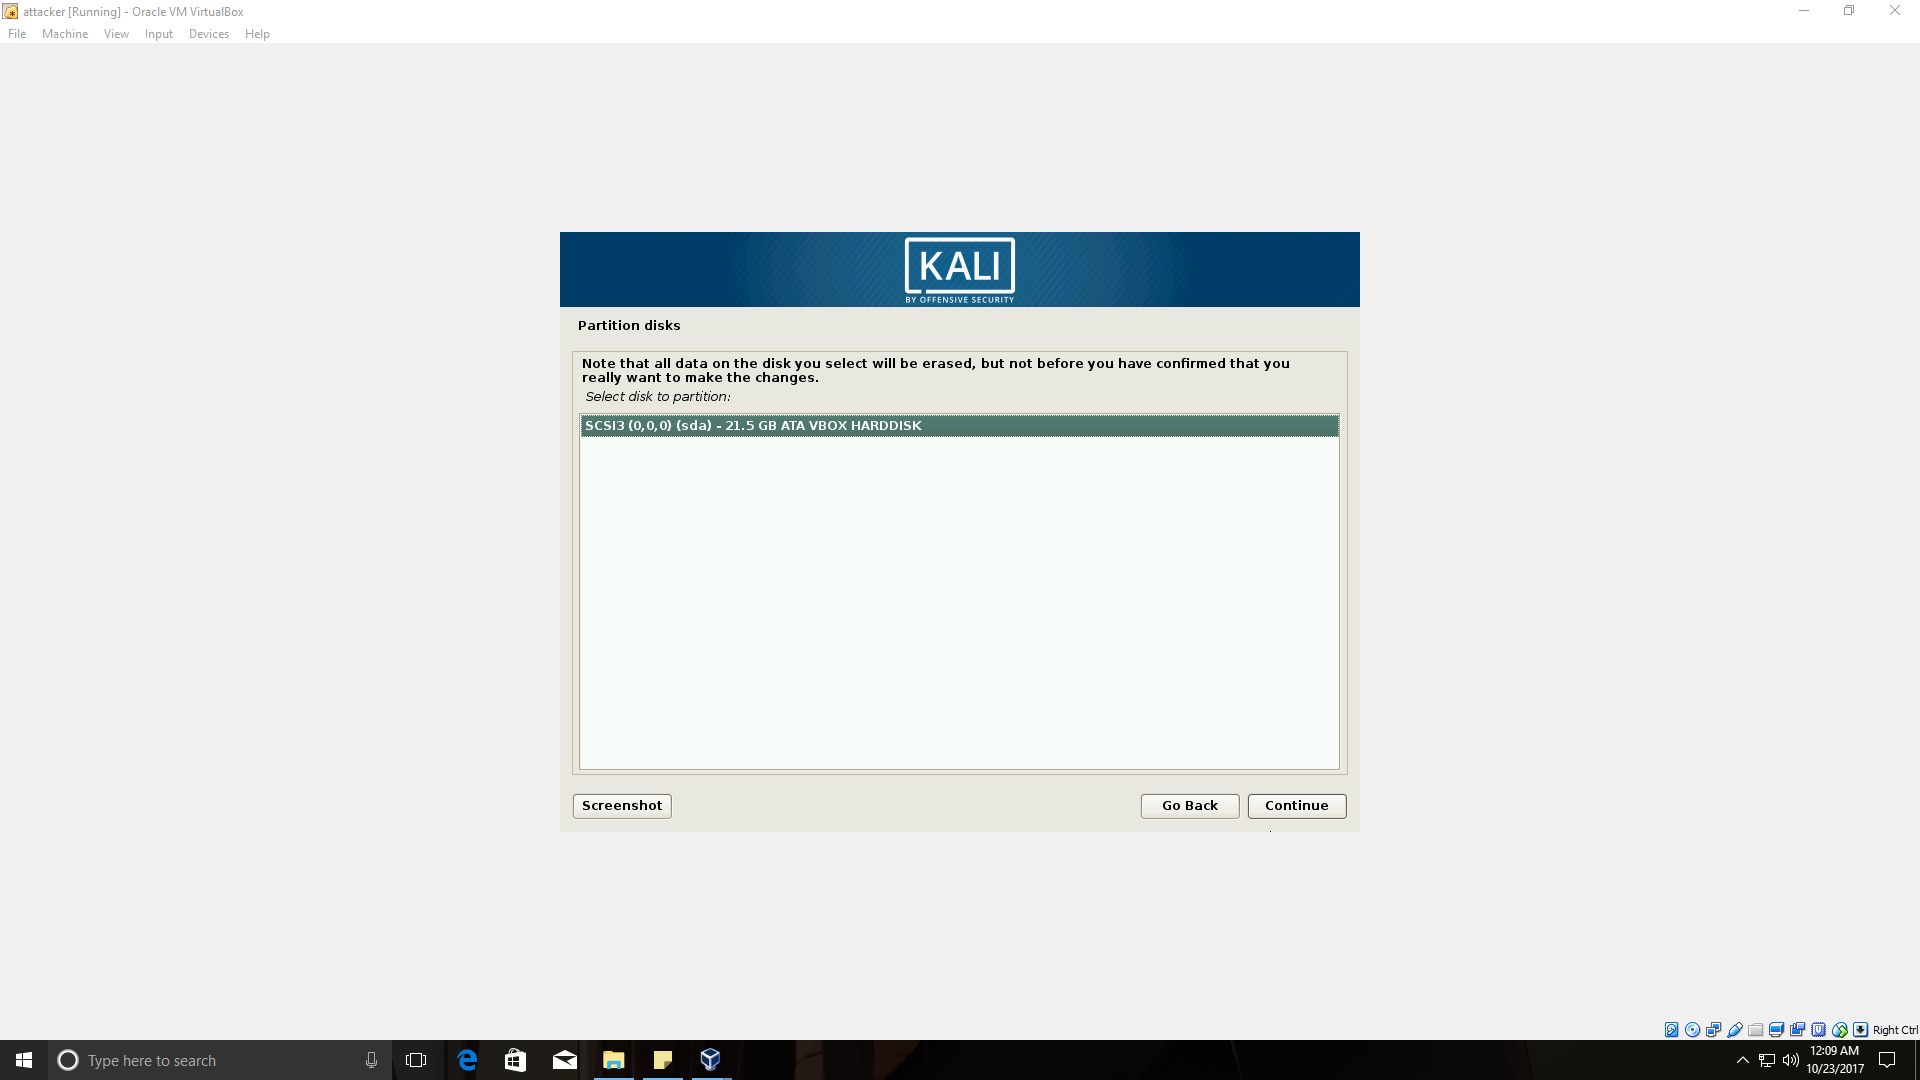 attacker [Running] - Oracle VM VirtualBox
File Machine View Input Devices Help
KALI
BY OFFENSIVE SECURITY
Partition disks
Note that all data on the disk you select will be erased, but not before you have confirmed that you
really want to make the changes.
Select disk to partition:
SCSI3 (0,0,0) (sda) - 21.5 GB ATA VBOX HARDDISK
Screenshot Go Back Continue
Right Ctrl
Type here to search
12:09 AM
10/23/2017